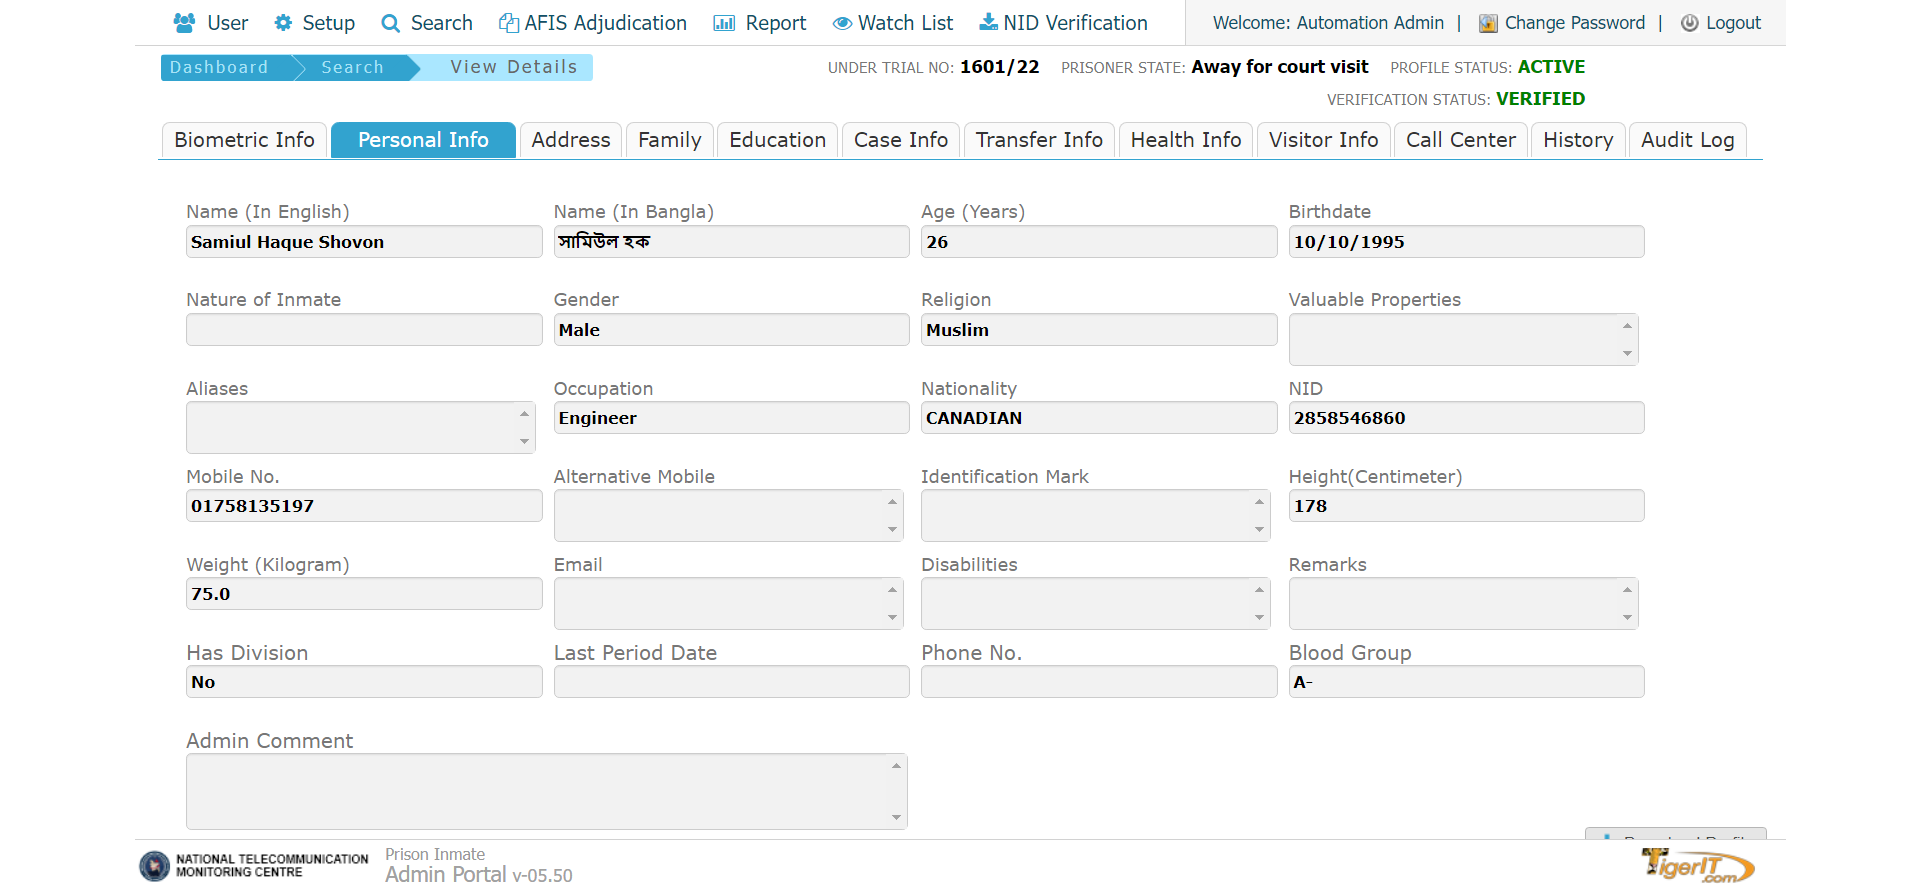 User Setup Search AFIS Adjudication Report Watch List NID Verification Welcome: Automation Admin | Change Password | Logout
Dashboard Search View Details UNDER TRIAL NO: 1601/22 PRISONER STATE: Away for court visit PROFILE STATUS: ACTIVE
VERIFICATION STATUS: VERIFIED
Biometric Info Personal Info Address Family Education Case Info Transfer Info Health Info Visitor Info Call Center History Audit Log
Name (In English) Name (In Bangla) Age (Years) Birthdate
Samiul Haque Shovon সামিউল হক 26 10/10/1995
Nature of Inmate Gender Religion Valuable Properties
Male Muslim
Aliases Occupation Nationality NID
Engineer CANADIAN 2858546860
Mobile No. Alternative Mobile Identification Mark Height(Centimeter)
01758135197 178
Weight (Kilogram) Email Disabilities Remarks
75.0
Has Division Last Period Date Phone No. Blood Group
No A-
Admin Comment
NATIONAL TELECOMMUNICATION
MONITORING CENTRE
Prison Inmate
Admin Portal v-05.50
TigerIT.com